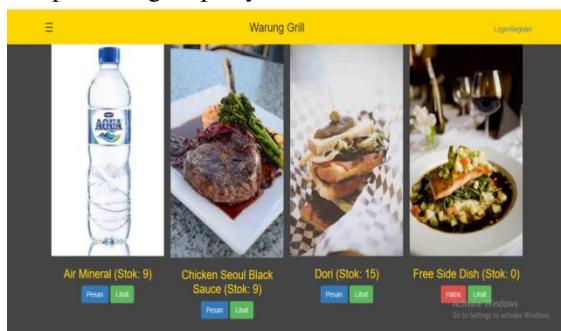 ☰ Warung Grill Login/Register
AQUA
Air Mineral (Stok: 9)
Pesan Lihat
Chicken Seoul Black
Sauce (Stok: 9)
Pesan Lihat
Dori (Stok: 15)
Pesan Lihat
Free Side Dish (Stok: 0)
Habis Lihat
Activate Windows
Go to Settings to activate Windows.